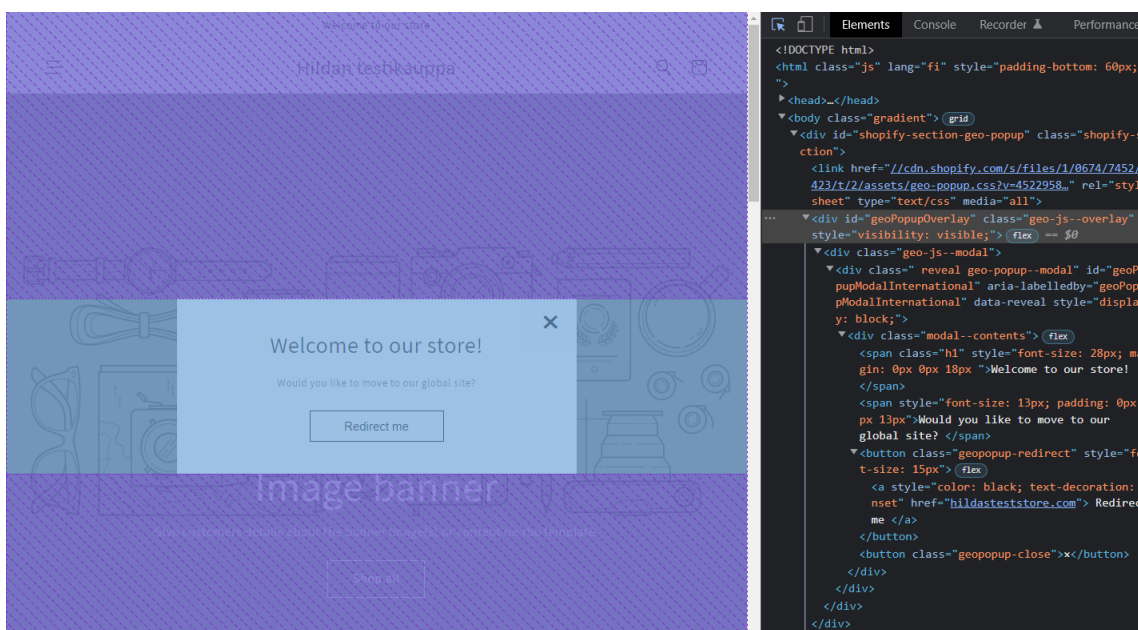 Welcome to our store
Hildan testikauppa
Welcome to our store!
Would you like to move to our global site?
Redirect me
Image banner
Shop all
Elements Console Recorder Performance
<!DOCTYPE html>
<html class="js" lang="fi" style="padding-bottom: 60px;
">
<head>…</head>
<body class="gradient"> grid
<div id="shopify-section-geo-popup" class="shopify-s
ction">
<link href="//cdn.shopify.com/s/files/1/0674/7452/
423/t/2/assets/geo-popup.css?v=4522958…" rel="styl
sheet" type="text/css" media="all">
… <div id="geoPopupOverlay" class="geo-js--overlay"
style="visibility: visible;"> flex == $0
<div class="geo-js--modal">
<div class=" reveal geo-popup--modal" id="geoP
pupModalInternational" aria-labelledby="geoPop
pModalInternational" data-reveal style="displa
y: block;">
<div class="modal--contents"> flex
<span class="h1" style="font-size: 28px; ma
gin: 0px 0px 18px ">Welcome to our store!
</span>
<span style="font-size: 13px; padding: 0px
px 13px">Would you like to move to our
global site? </span>
<button class="geopopup-redirect" style="fo
t-size: 15px"> flex
<a style="color: black; text-decoration:
nset" href="hildasteststore.com"> Redirec
me </a>
</button>
<button class="geopopup-close">×</button>
</div>
</div>
</div>
</div>